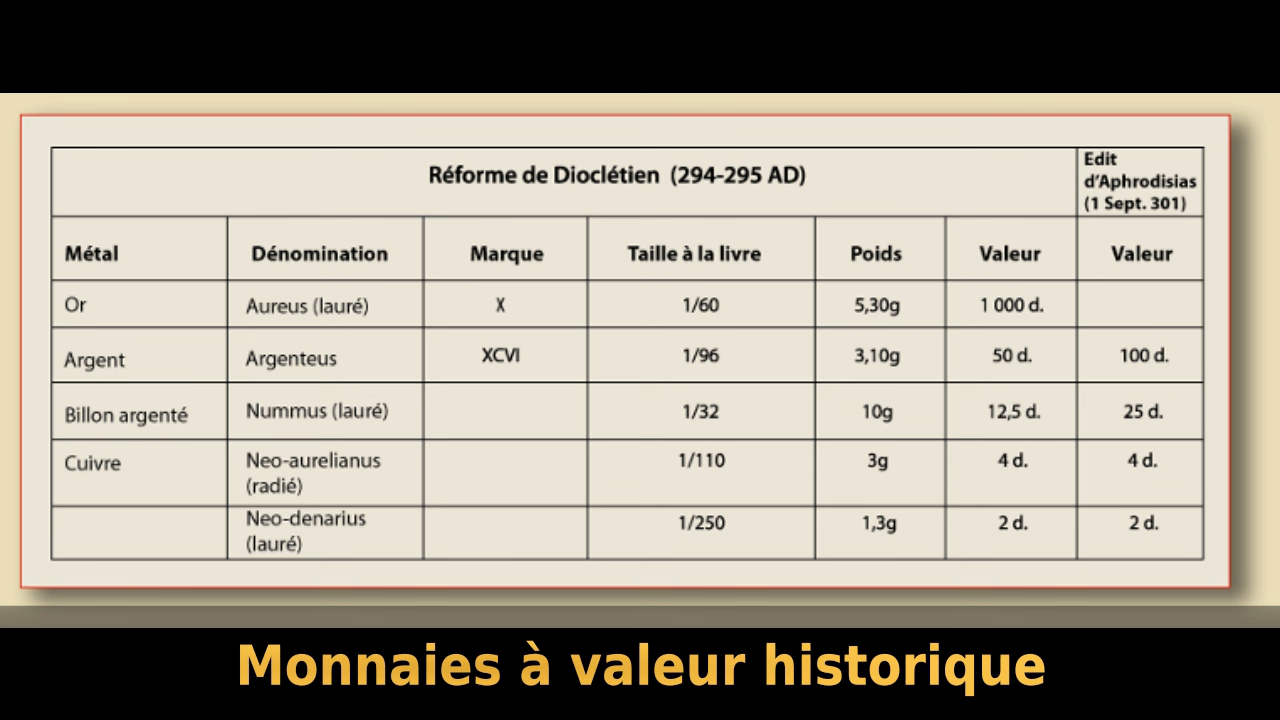 Réforme de Dioclétien (294-295 AD)
Edit
d'Aphrodisias
(1 Sept. 301)
Métal Dénomination Marque Taille à la livre Poids Valeur Valeur
Or Aureus (lauré) X 1/60 5,30g 1 000 d.
Argent Argenteus XCVI 1/96 3,10g 50 d. 100 d.
Billon argenté Nummus (lauré) 1/32 10g 12,5 d. 25 d.
Cuivre Neo-aurelianus 1/110 3g 4 d. 4 d.
(radié)
Neo-denarius 1/250 1,3g 2 d. 2 d.
(lauré)
Monnaies à valeur historique